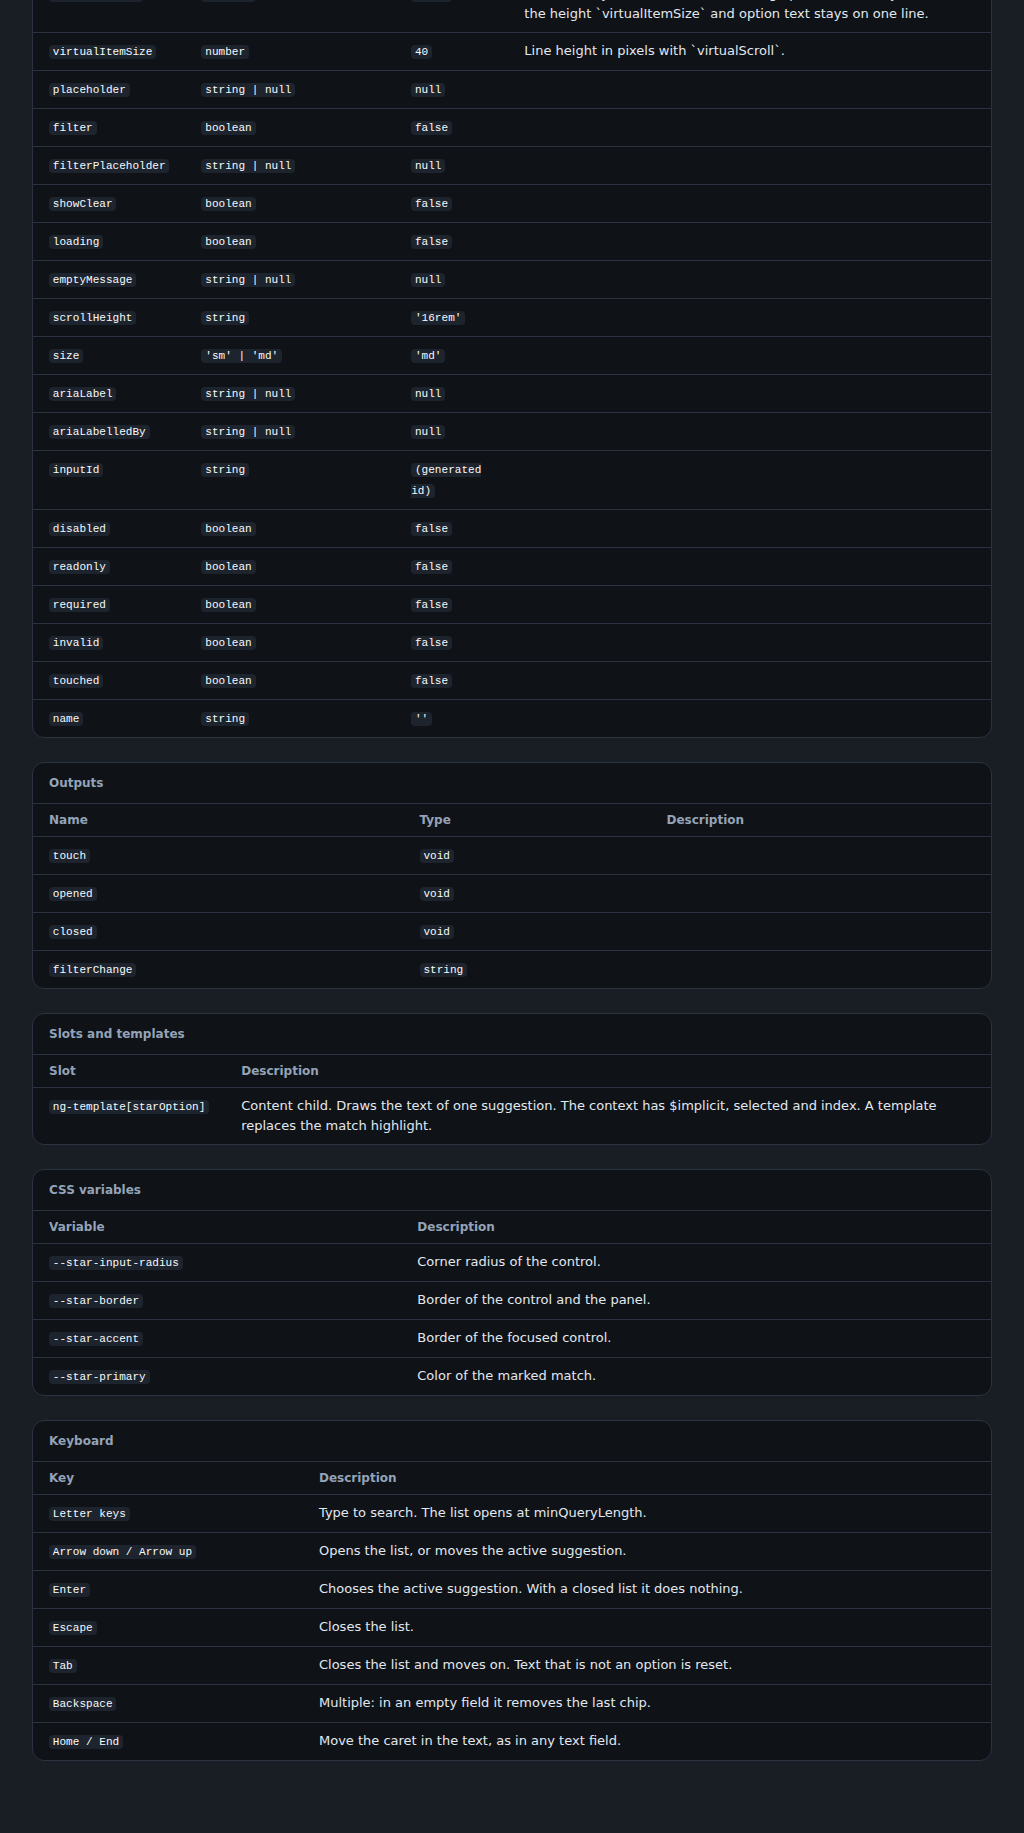 the height `virtualItemSize` and option text stays on one line.
virtualItemSize number 40 Line height in pixels with `virtualScroll`.
placeholder string | null null
filter boolean false
filterPlaceholder string | null null
showClear boolean false
loading boolean false
emptyMessage string | null null
scrollHeight string '16rem'
size 'sm' | 'md' 'md'
ariaLabel string | null null
ariaLabelledBy string | null null
inputId string (generated
id)
disabled boolean false
readonly boolean false
required boolean false
invalid boolean false
touched boolean false
name string ''
Outputs
Name Type Description
touch void
opened void
closed void
filterChange string
Slots and templates
Slot Description
ng-template[starOption] Content child. Draws the text of one suggestion. The context has $implicit, selected and index. A template
replaces the match highlight.
CSS variables
Variable Description
--star-input-radius Corner radius of the control.
--star-border Border of the control and the panel.
--star-accent Border of the focused control.
--star-primary Color of the marked match.
Keyboard
Key Description
Letter keys Type to search. The list opens at minQueryLength.
Arrow down / Arrow up Opens the list, or moves the active suggestion.
Enter Chooses the active suggestion. With a closed list it does nothing.
Escape Closes the list.
Tab Closes the list and moves on. Text that is not an option is reset.
Backspace Multiple: in an empty field it removes the last chip.
Home / End Move the caret in the text, as in any text field.